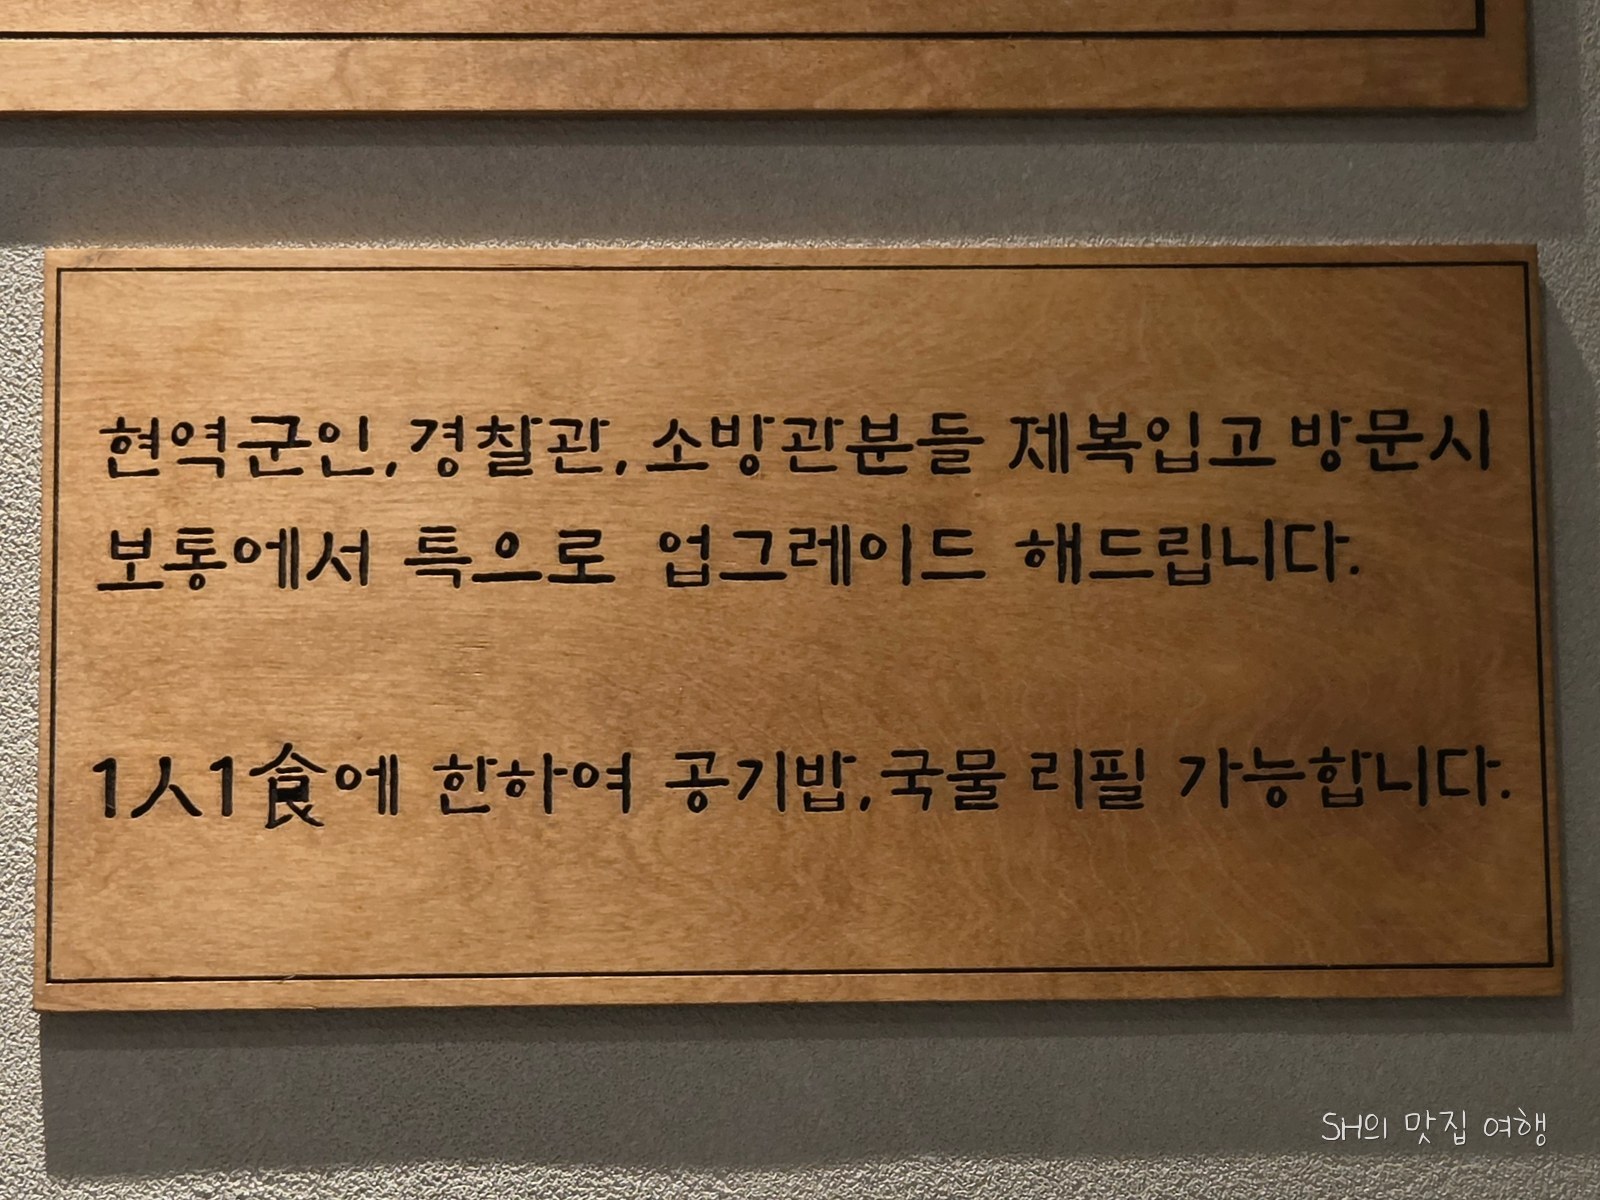 현역군인,경찰관,소방관분들 제복입고 방문시
보통에서 특으로 업그레이드 해드립니다.
1人1食에 한하여 공기밥,국물 리필 가능합니다.
SH의 맛집 여행